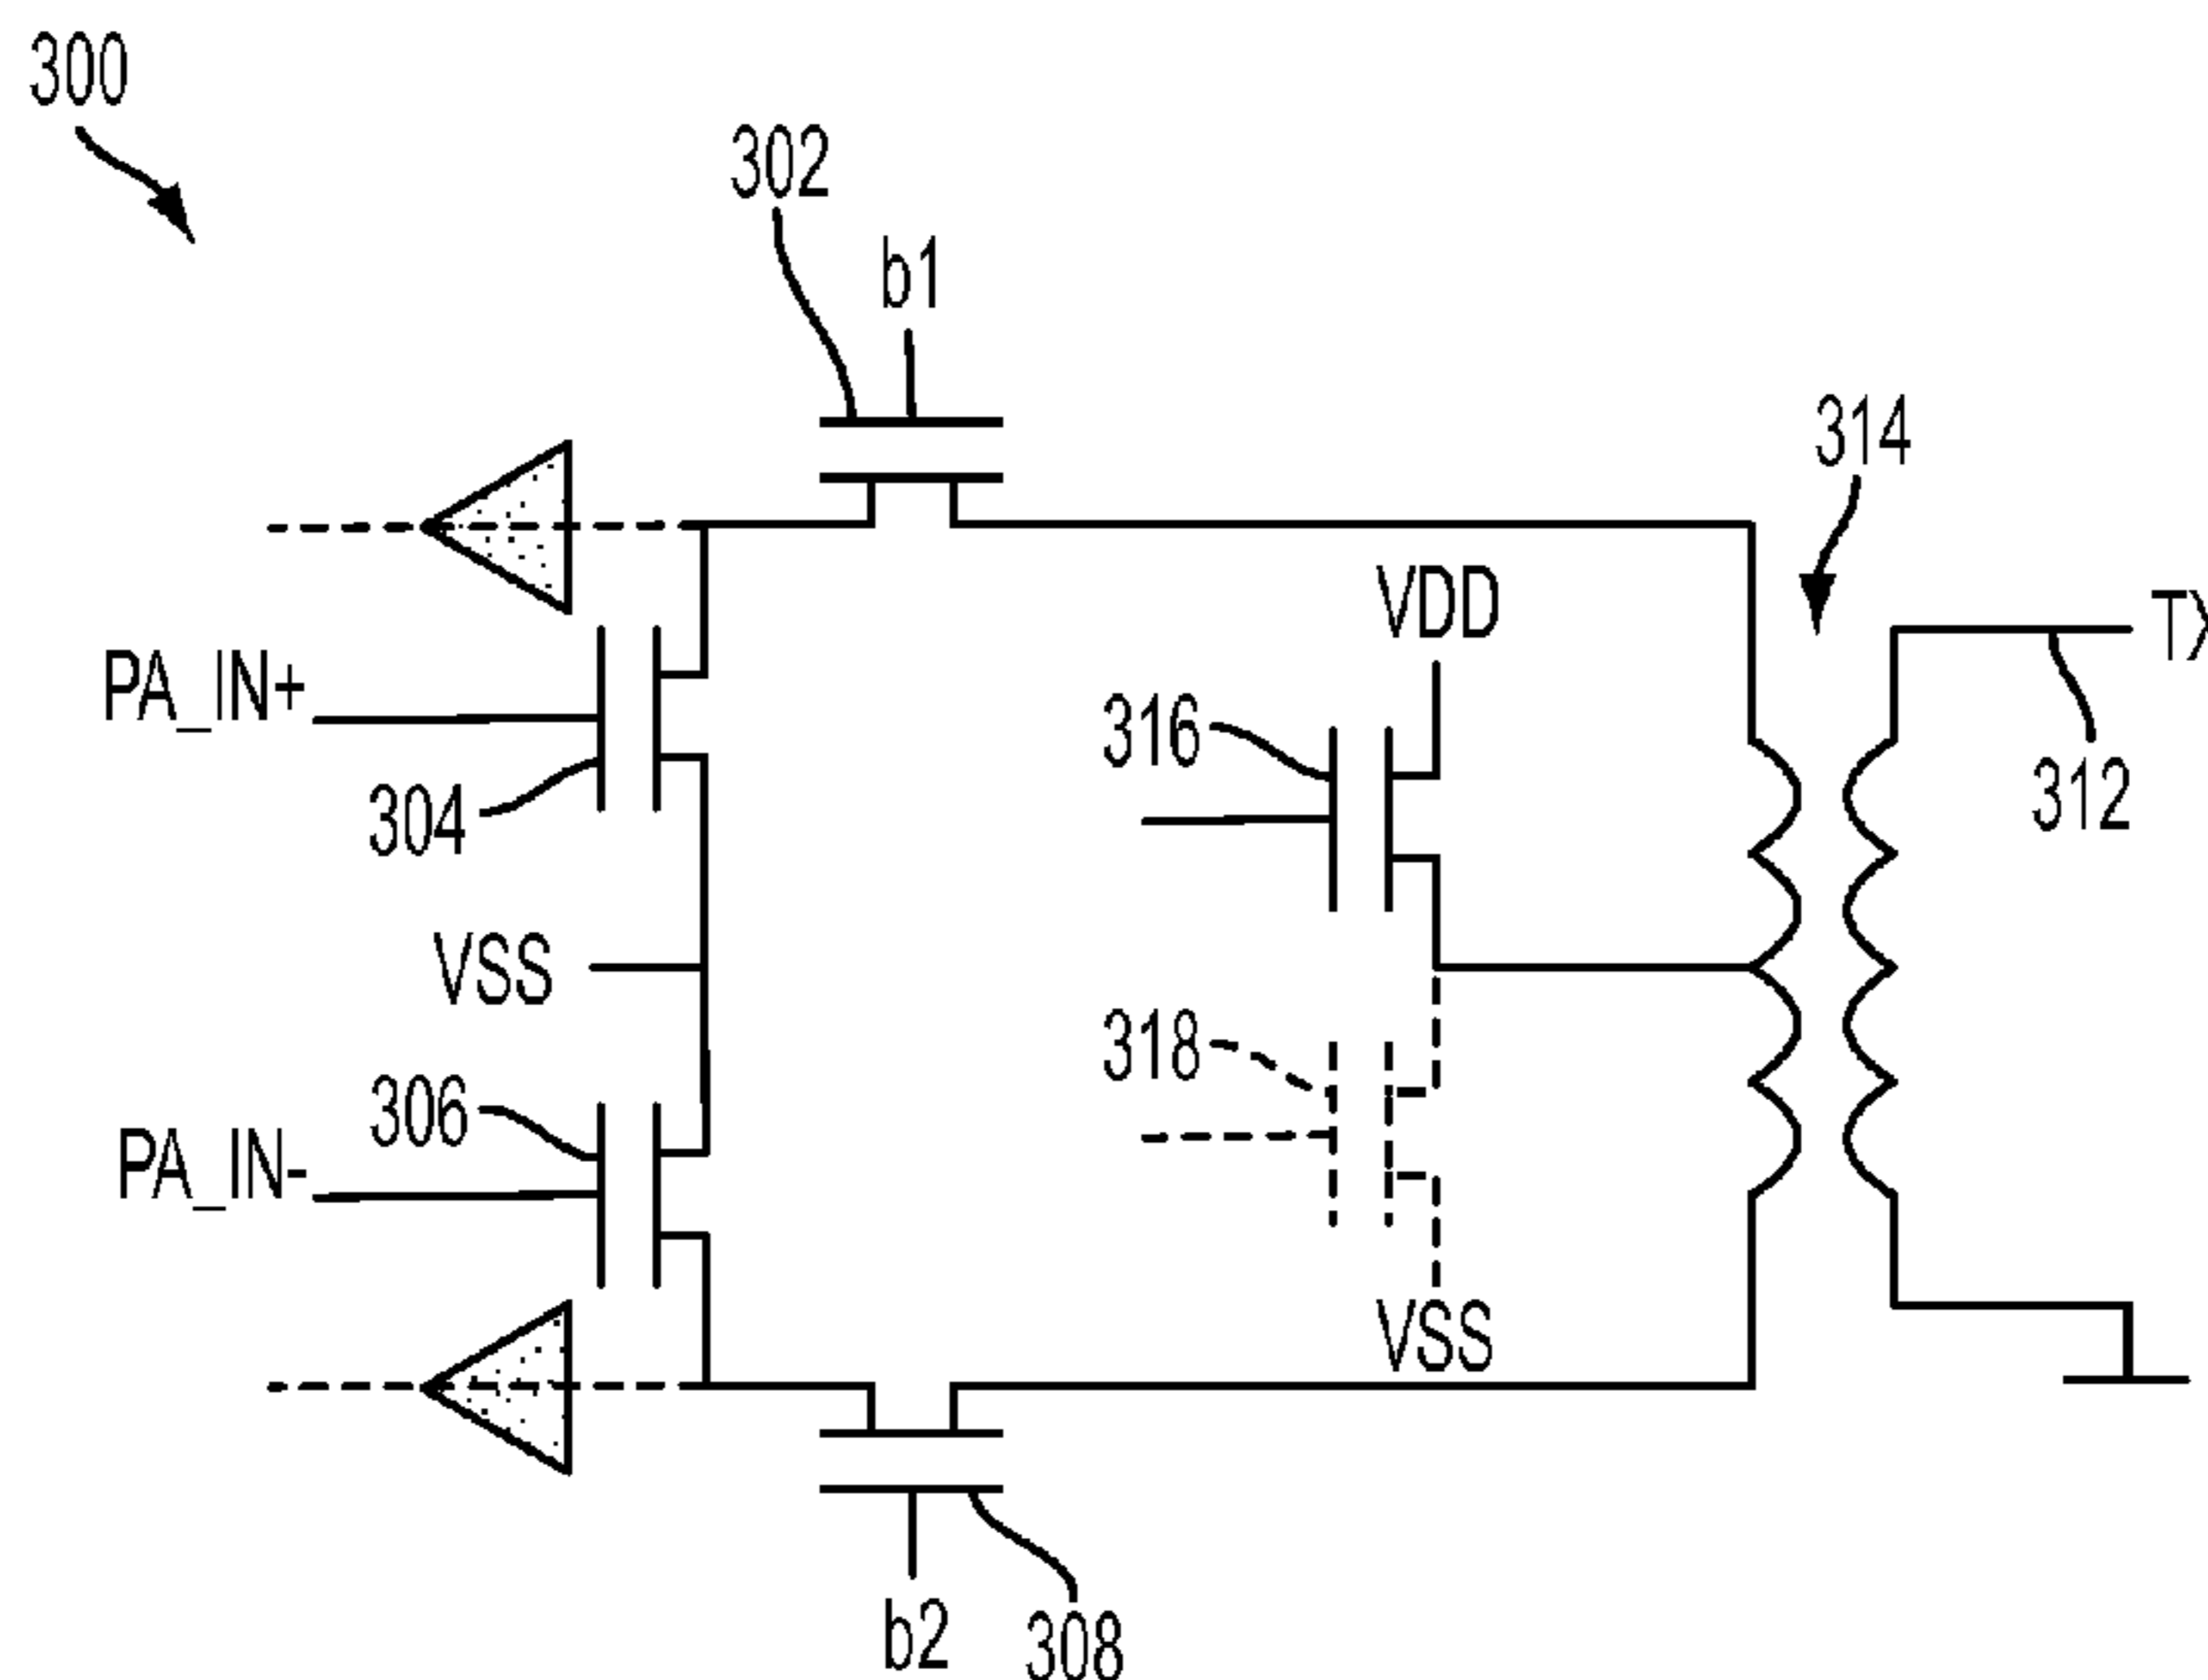 300
302
b1
314
VDD
TX
PA_IN+
316
304
312
VSS
318
306
PA_IN-
VSS
b2
308